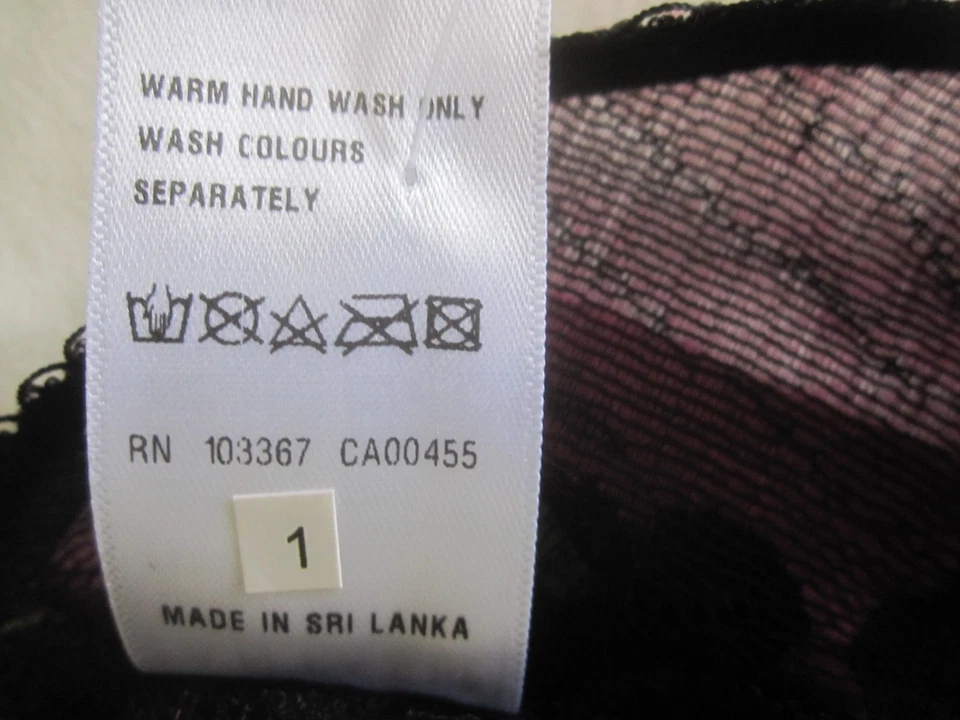 WARM HAND WASH ONLY
WASH COLOURS
SEPARATELY
RN 103367 CA00455
1
MADE IN SRI LANKA